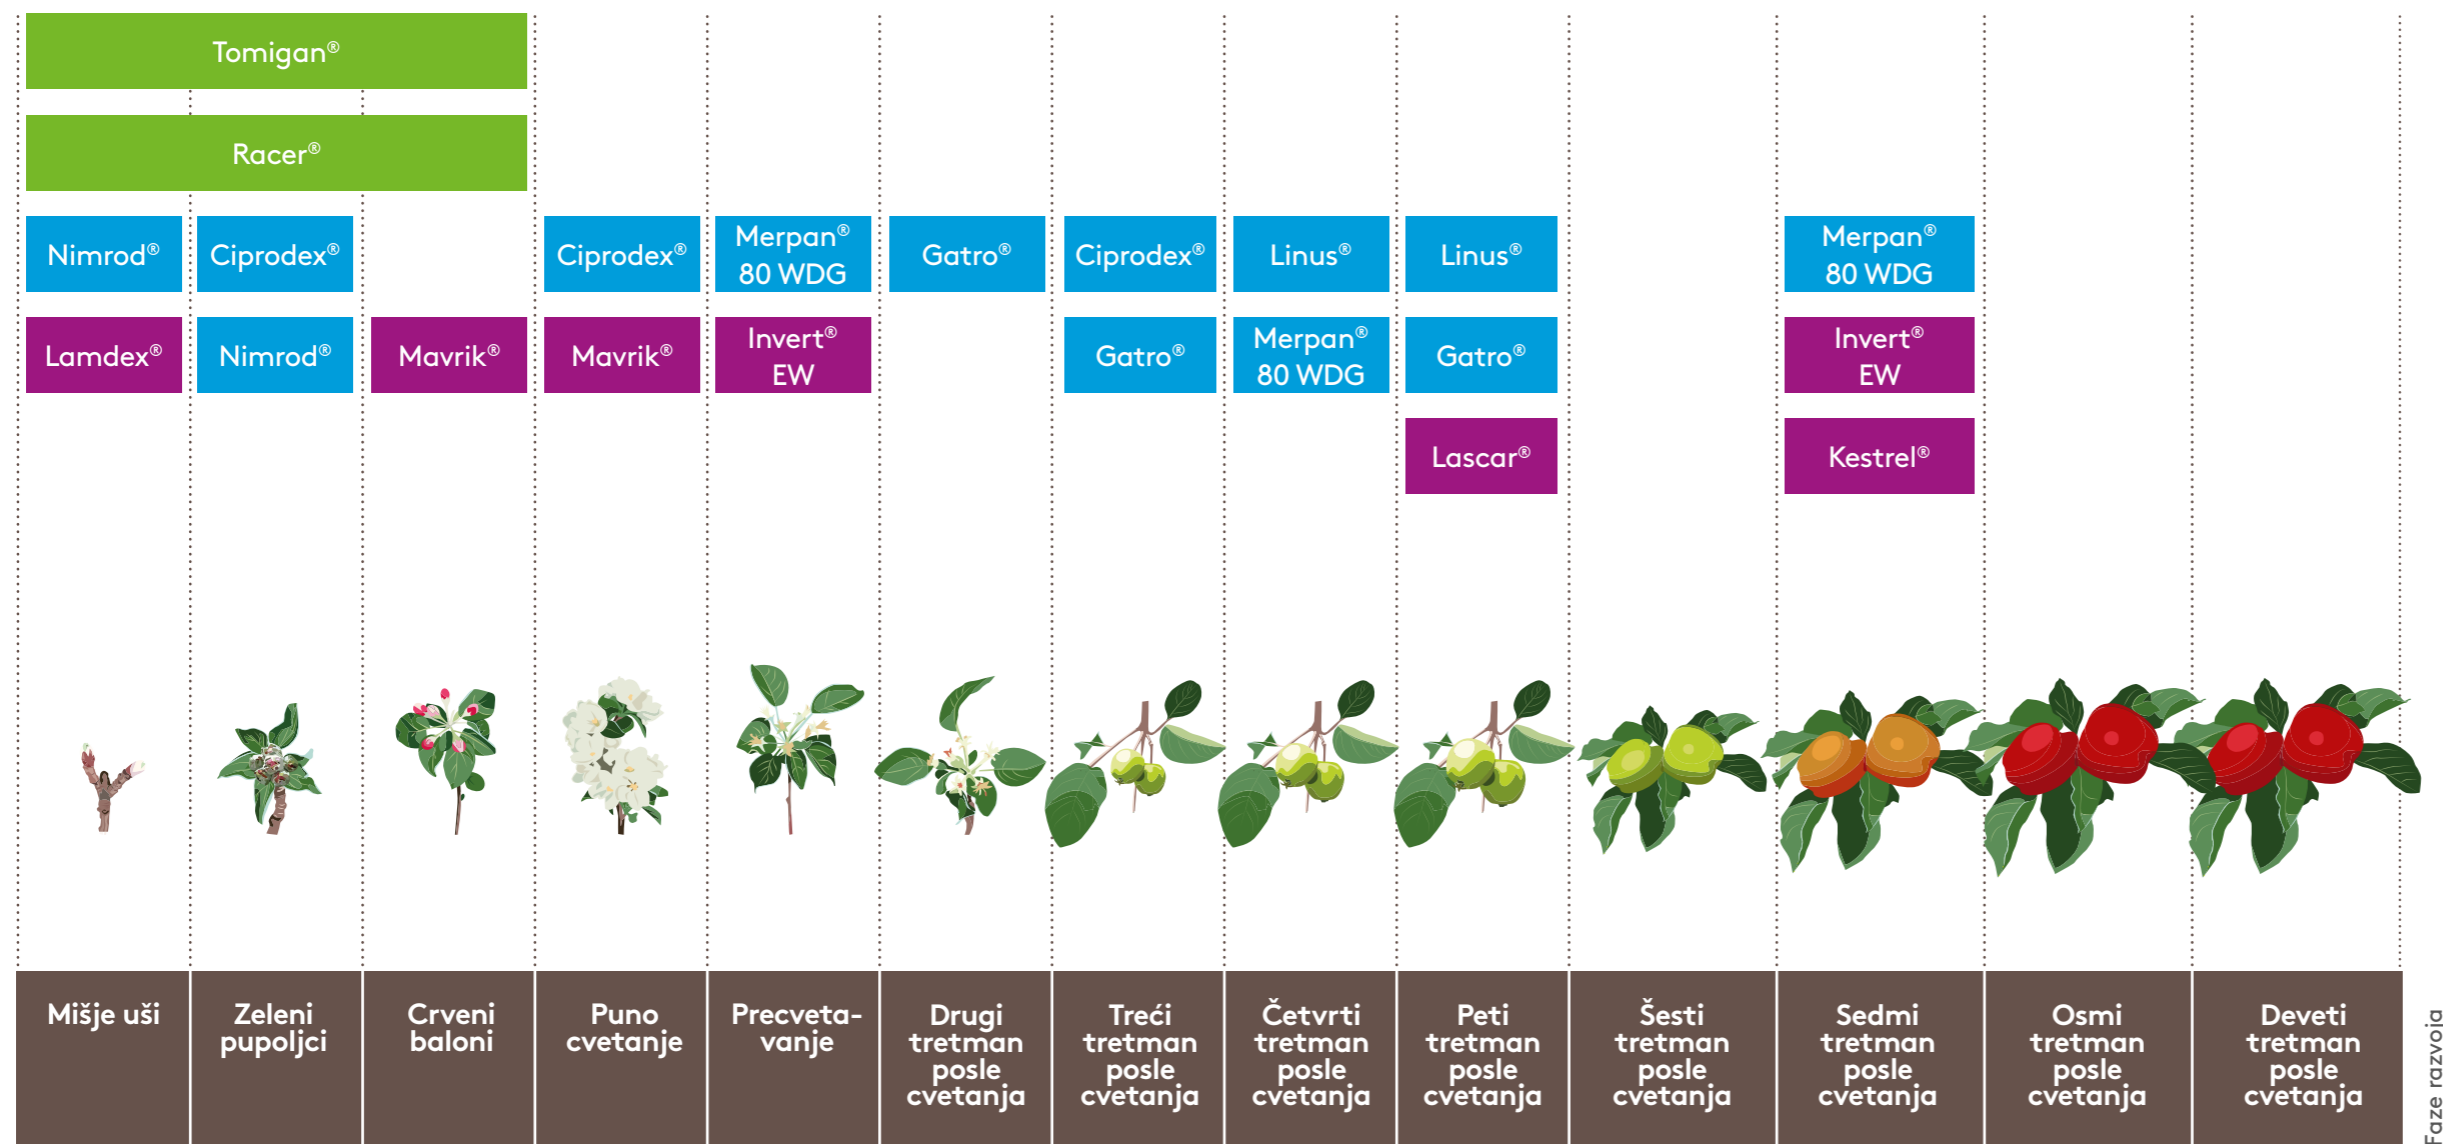 Tomigan®
Racer®
Nimrod®
Ciprodex®
Ciprodex®
Merpan®
80 WDG
Gatro®
Ciprodex®
Linus®
Linus®
Merpan®
80 WDG
Lamdex®
Nimrod®
Mavrik®
Mavrik®
Invert®
EW
Gatro®
Merpan®
80 WDG
Gatro®
Invert®
EW
Lascar®
Kestrel®
Mišje uši
Zeleni
pupoljci
Crveni
baloni
Puno
cvetanje
Precveta-
vanje
Drugi
tretman
posle
cvetanja
Treći
tretman
posle
cvetanja
Četvrti
tretman
posle
cvetanja
Peti
tretman
posle
cvetanja
Šesti
tretman
posle
cvetanja
Sedmi
tretman
posle
cvetanja
Osmi
tretman
posle
cvetanja
Deveti
tretman
posle
cvetanja
Faze razvoja